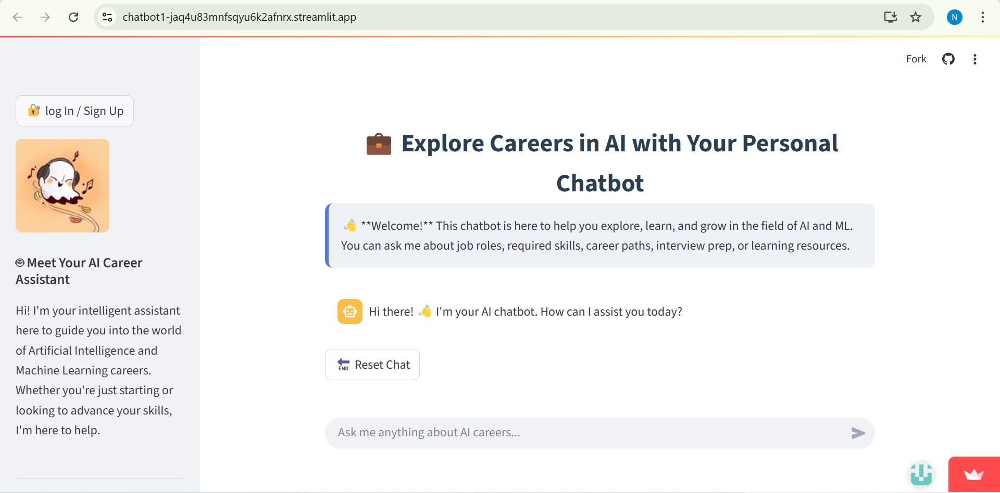 chatbot1-jaq4u83mnfsqyu6k2afnrx.streamlit.app
N
Fork
🔐 log In / Sign Up
Meet Your AI Career
Assistant
Hi! I'm your intelligent assistant
here to guide you into the world
of Artificial Intelligence and
Machine Learning careers.
Whether you're just starting or
looking to advance your skills,
I'm here to help.
💼 Explore Careers in AI with Your Personal
Chatbot
👋 **Welcome!** This chatbot is here to help you explore, learn, and grow in the field of AI and ML.
You can ask me about job roles, required skills, career paths, interview prep, or learning resources.
Hi there! 👋 I'm your AI chatbot. How can I assist you today?
🔚 Reset Chat
Ask me anything about AI careers...